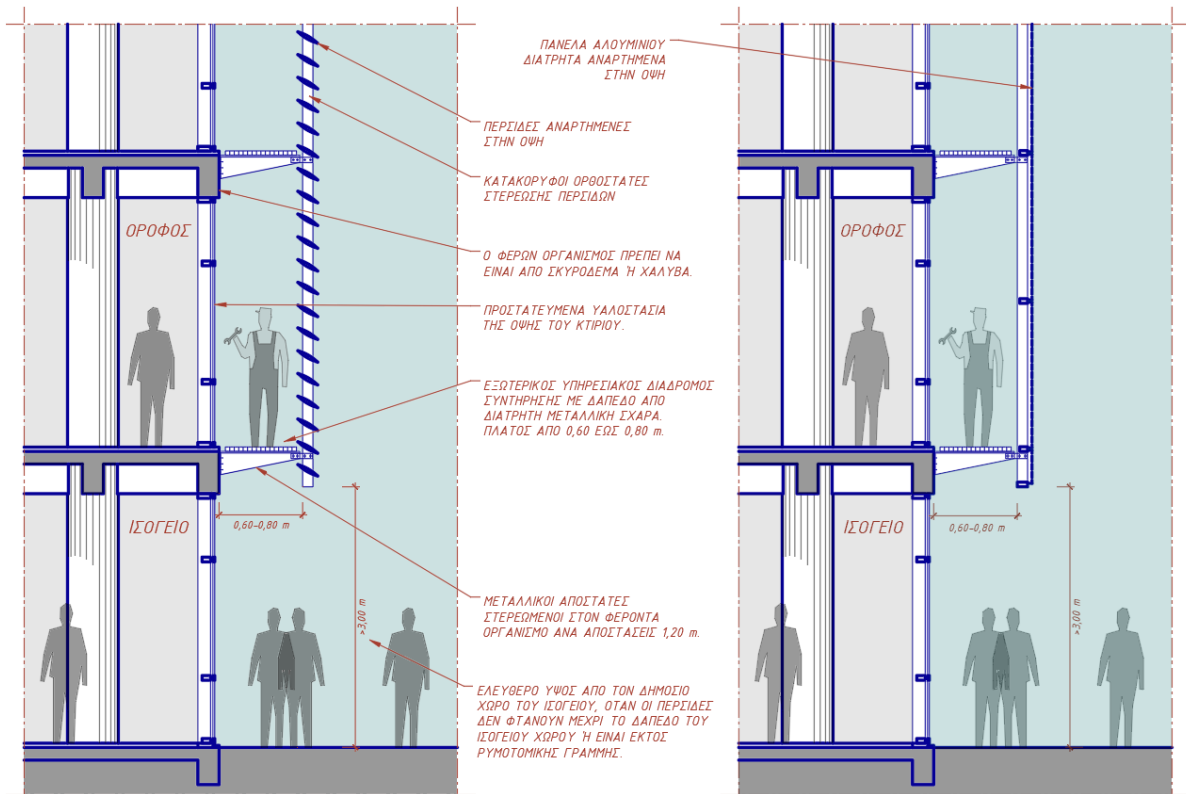 ΠΑΝΕΛΑ ΑΛΟΥΜΙΝΙΟΥ
ΔΙΑΤΡΗΤΑ ΑΝΑΡΤΗΜΕΝΑ
ΣΤΗΝ ΟΨΗ
ΠΕΡΣΙΔΕΣ ΑΝΑΡΤΗΜΕΝΕΣ
ΣΤΗΝ ΟΨΗ
ΚΑΤΑΚΟΡΥΦΟΙ ΟΡΘΟΣΤΑΤΕΣ
ΣΤΕΡΕΩΣΗΣ ΠΕΡΣΙΔΩΝ
ΟΡΟΦΟΣ
Ο ΦΕΡΩΝ ΟΡΓΑΝΙΣΜΟΣ ΠΡΕΠΕΙ ΝΑ
ΕΙΝΑΙ ΑΠΟ ΣΚΥΡΟΔΕΜΑ Ή ΧΑΛΥΒΑ.
ΟΡΟΦΟΣ
ΠΡΟΣΤΑΤΕΥΜΕΝΑ ΥΑΛΟΣΤΑΣΙΑ
ΤΗΣ ΟΨΗΣ ΤΟΥ ΚΤΙΡΙΟΥ.
ΕΞΩΤΕΡΙΚΟΣ ΥΠΗΡΕΣΙΑΚΟΣ ΔΙΑΔΡΟΜΟΣ
ΣΥΝΤΗΡΗΣΗΣ ΜΕ ΔΑΠΕΔΟ ΑΠΟ
ΔΙΑΤΡΗΤΗ ΜΕΤΑΛΛΙΚΗ ΣΧΑΡΑ.
ΠΛΑΤΟΣ ΑΠΟ 0,60 ΕΩΣ 0,80 m.
ΙΣΟΓΕΙΟ
0,60-0,80 m
ΙΣΟΓΕΙΟ
0,60-0,80 m
>3,00 m
>3,00 m
ΜΕΤΑΛΛΙΚΟΙ ΑΠΟΣΤΑΤΕΣ
ΣΤΕΡΕΩΜΕΝΟΙ ΣΤΟΝ ΦΕΡΟΝΤΑ
ΟΡΓΑΝΙΣΜΟ ΑΝΑ ΑΠΟΣΤΑΣΕΙΣ 1,20 m.
ΕΛΕΥΘΕΡΟ ΥΨΟΣ ΑΠΟ ΤΟΝ ΔΗΜΟΣΙΟ
ΧΩΡΟ ΤΟΥ ΙΣΟΓΕΙΟΥ, ΟΤΑΝ ΟΙ ΠΕΡΣΙΔΕΣ
ΔΕΝ ΦΤΑΝΟΥΝ ΜΕΧΡΙ ΤΟ ΔΑΠΕΔΟ ΤΟΥ
ΙΣΟΓΕΙΟΥ ΧΩΡΟΥ Ή ΕΙΝΑΙ ΕΚΤΟΣ
ΡΥΜΟΤΟΜΙΚΗΣ ΓΡΑΜΜΗΣ.